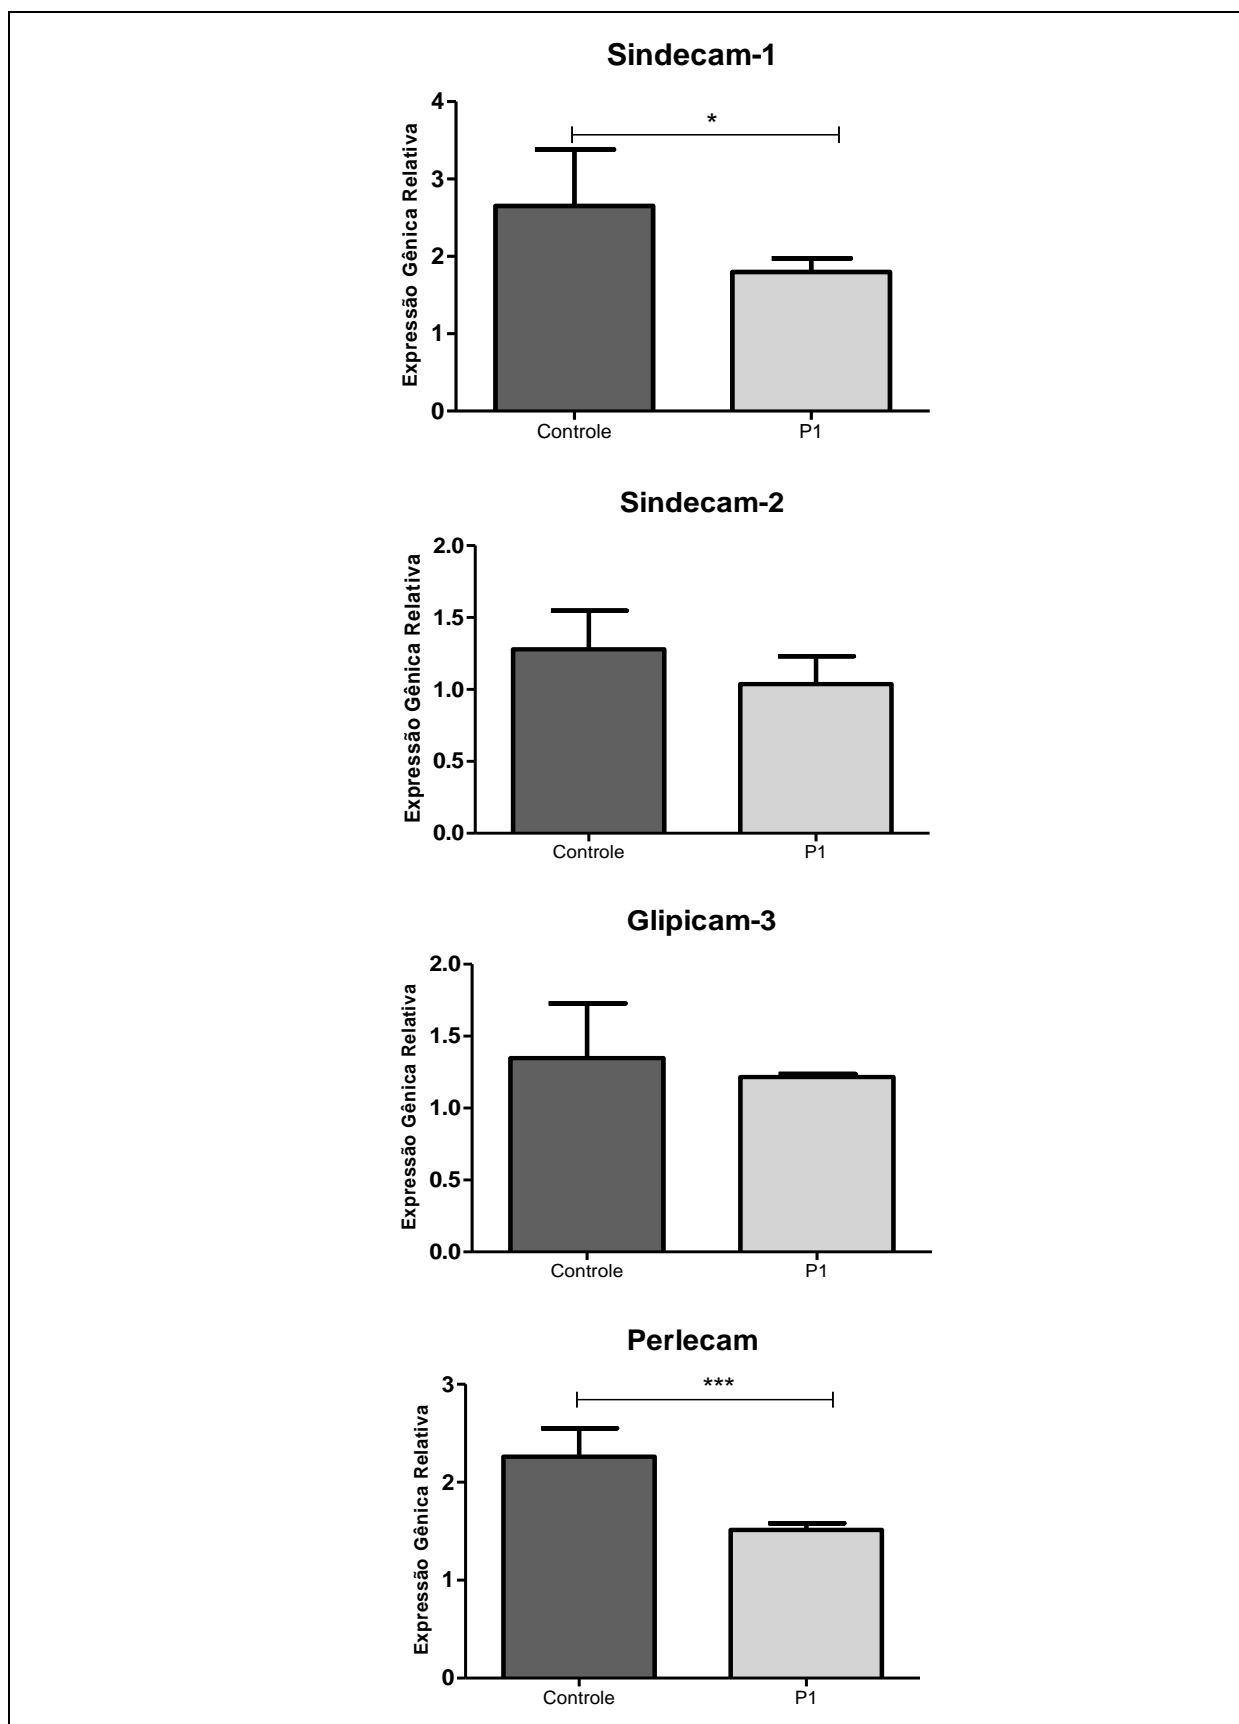 Sindecam-1
Expressão Gênica Relativa
4
3
2
1
0
*
Controle
P1
Sindecam-2
Expressão Gênica Relativa
2.0
1.5
1.0
0.5
0.0
Controle
P1
Glipicam-3
Expressão Gênica Relativa
2.0
1.5
1.0
0.5
0.0
Controle
P1
Perlecam
Expressão Gênica Relativa
3
2
1
0
***
Controle
P1